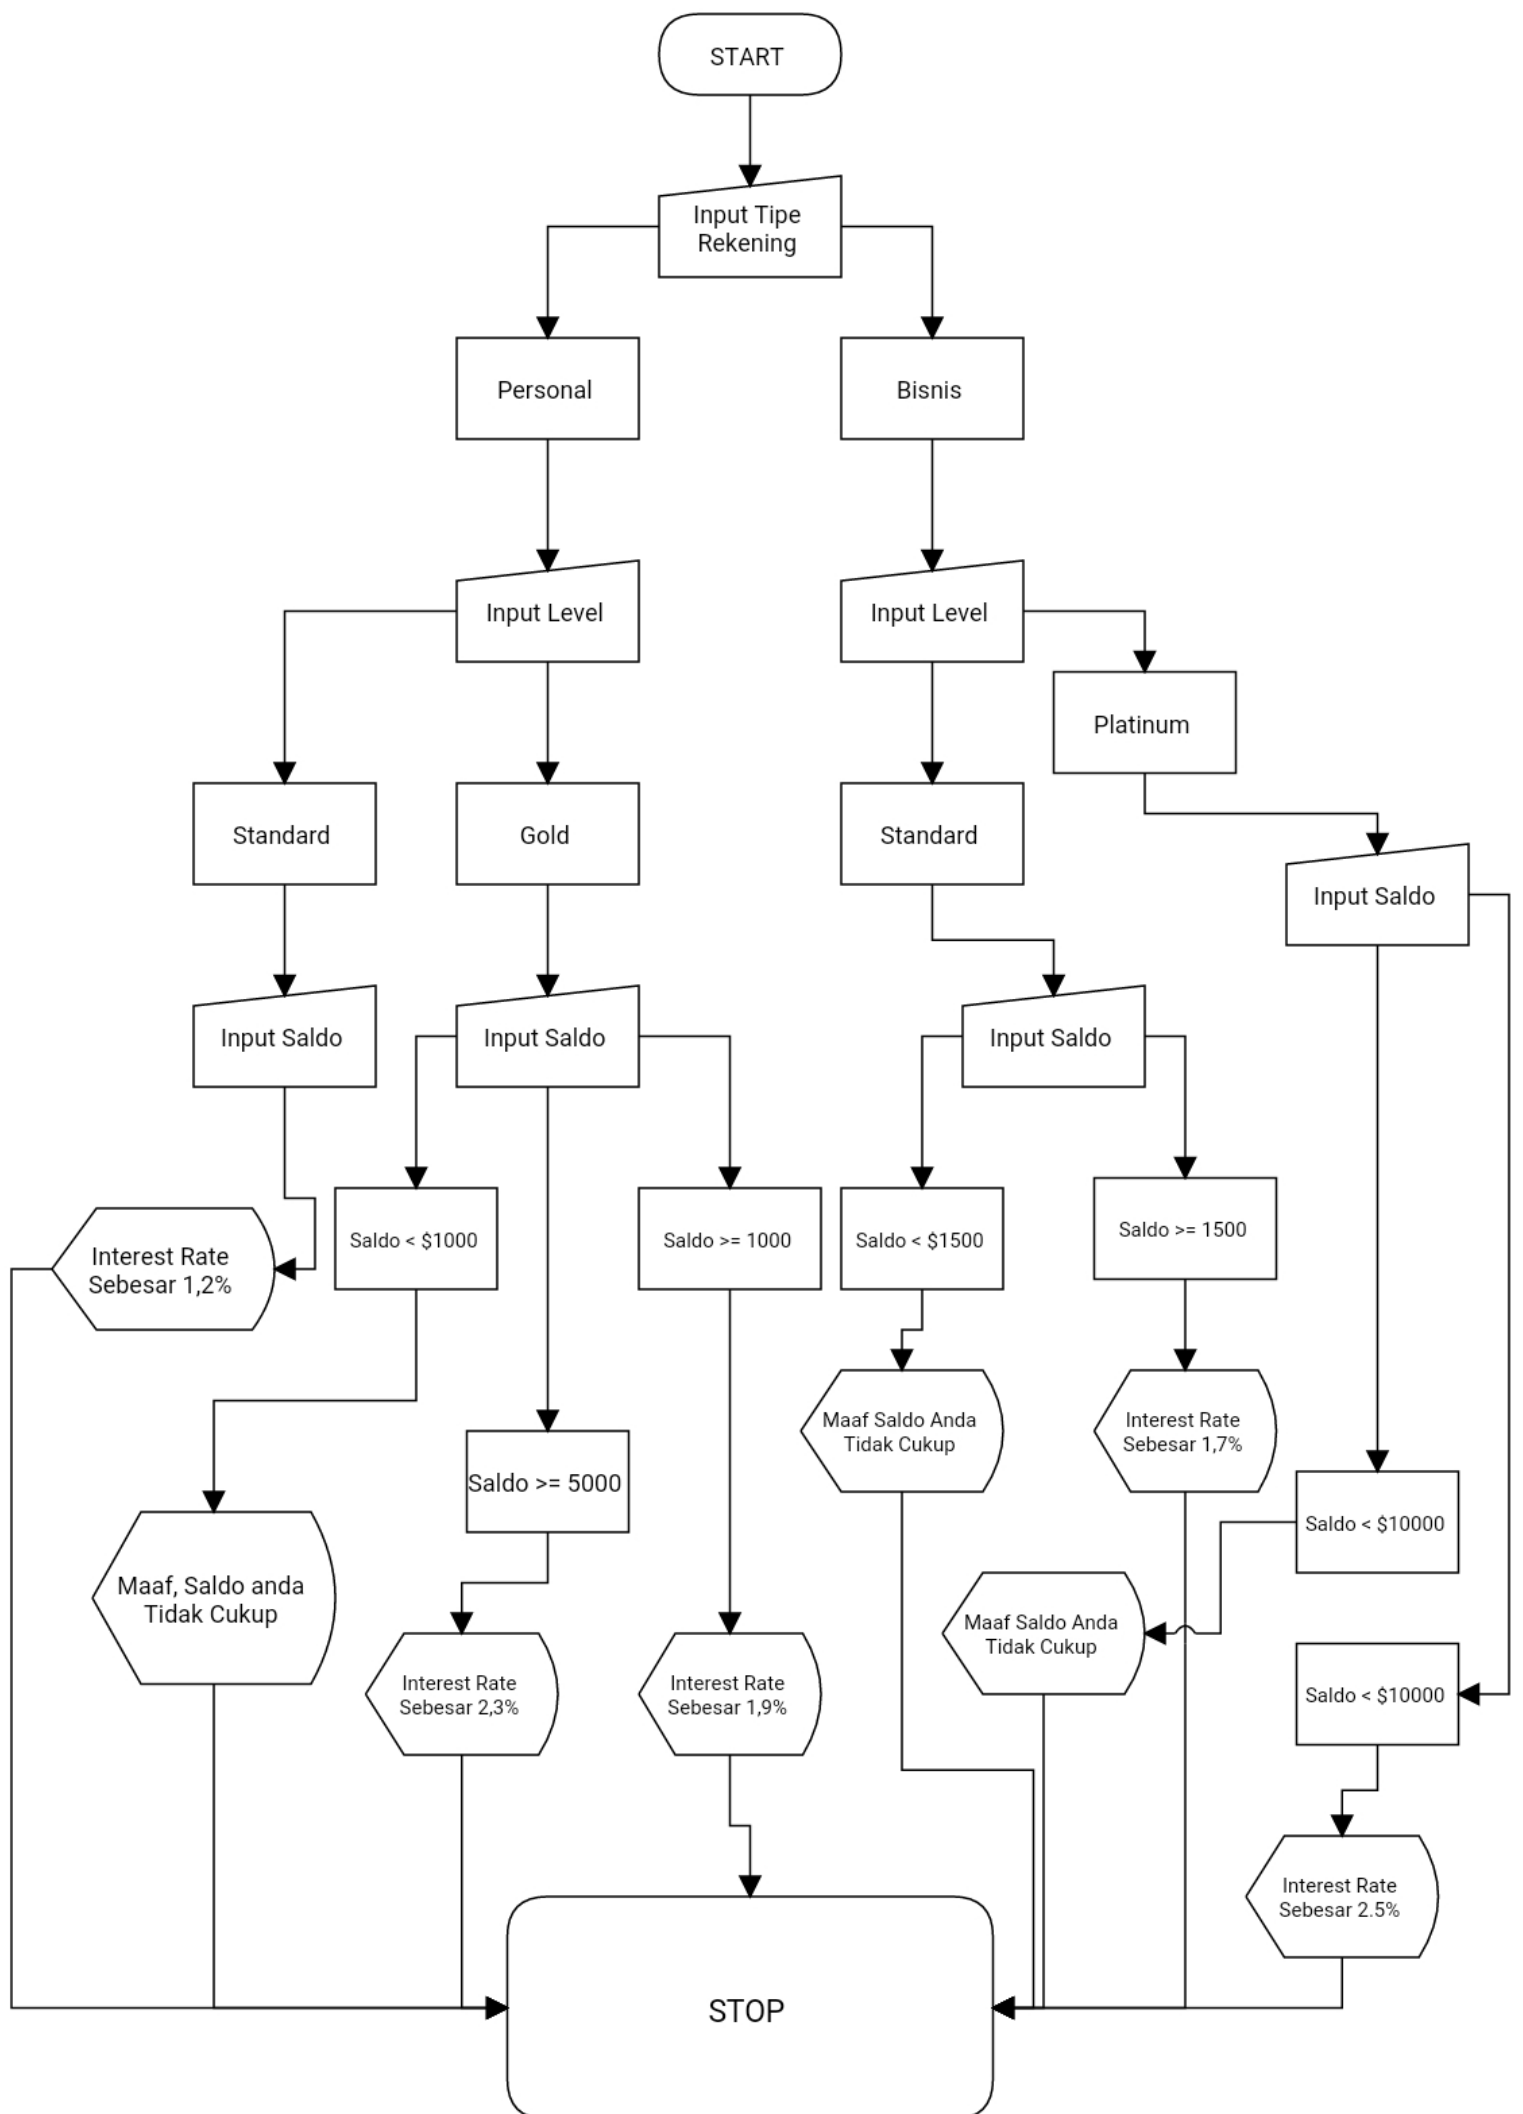 START
Input Tipe
Rekening
Personal
Bisnis
Input Level
Input Level
Platinum
Standard
Gold
Standard
Input Saldo
Input Saldo
Input Saldo
Input Saldo
Interest Rate
Sebesar 1,2%
Saldo < $1000
Saldo >= 1000
Saldo < $1500
Saldo >= 1500
Maaf Saldo Anda
Tidak Cukup
Interest Rate
Sebesar 1,7%
Saldo >= 5000
Saldo < $10000
Maaf, Saldo anda
Tidak Cukup
Maaf Saldo Anda
Tidak Cukup
Interest Rate
Sebesar 2,3%
Interest Rate
Sebesar 1,9%
Saldo < $10000
Interest Rate
Sebesar 2.5%
STOP